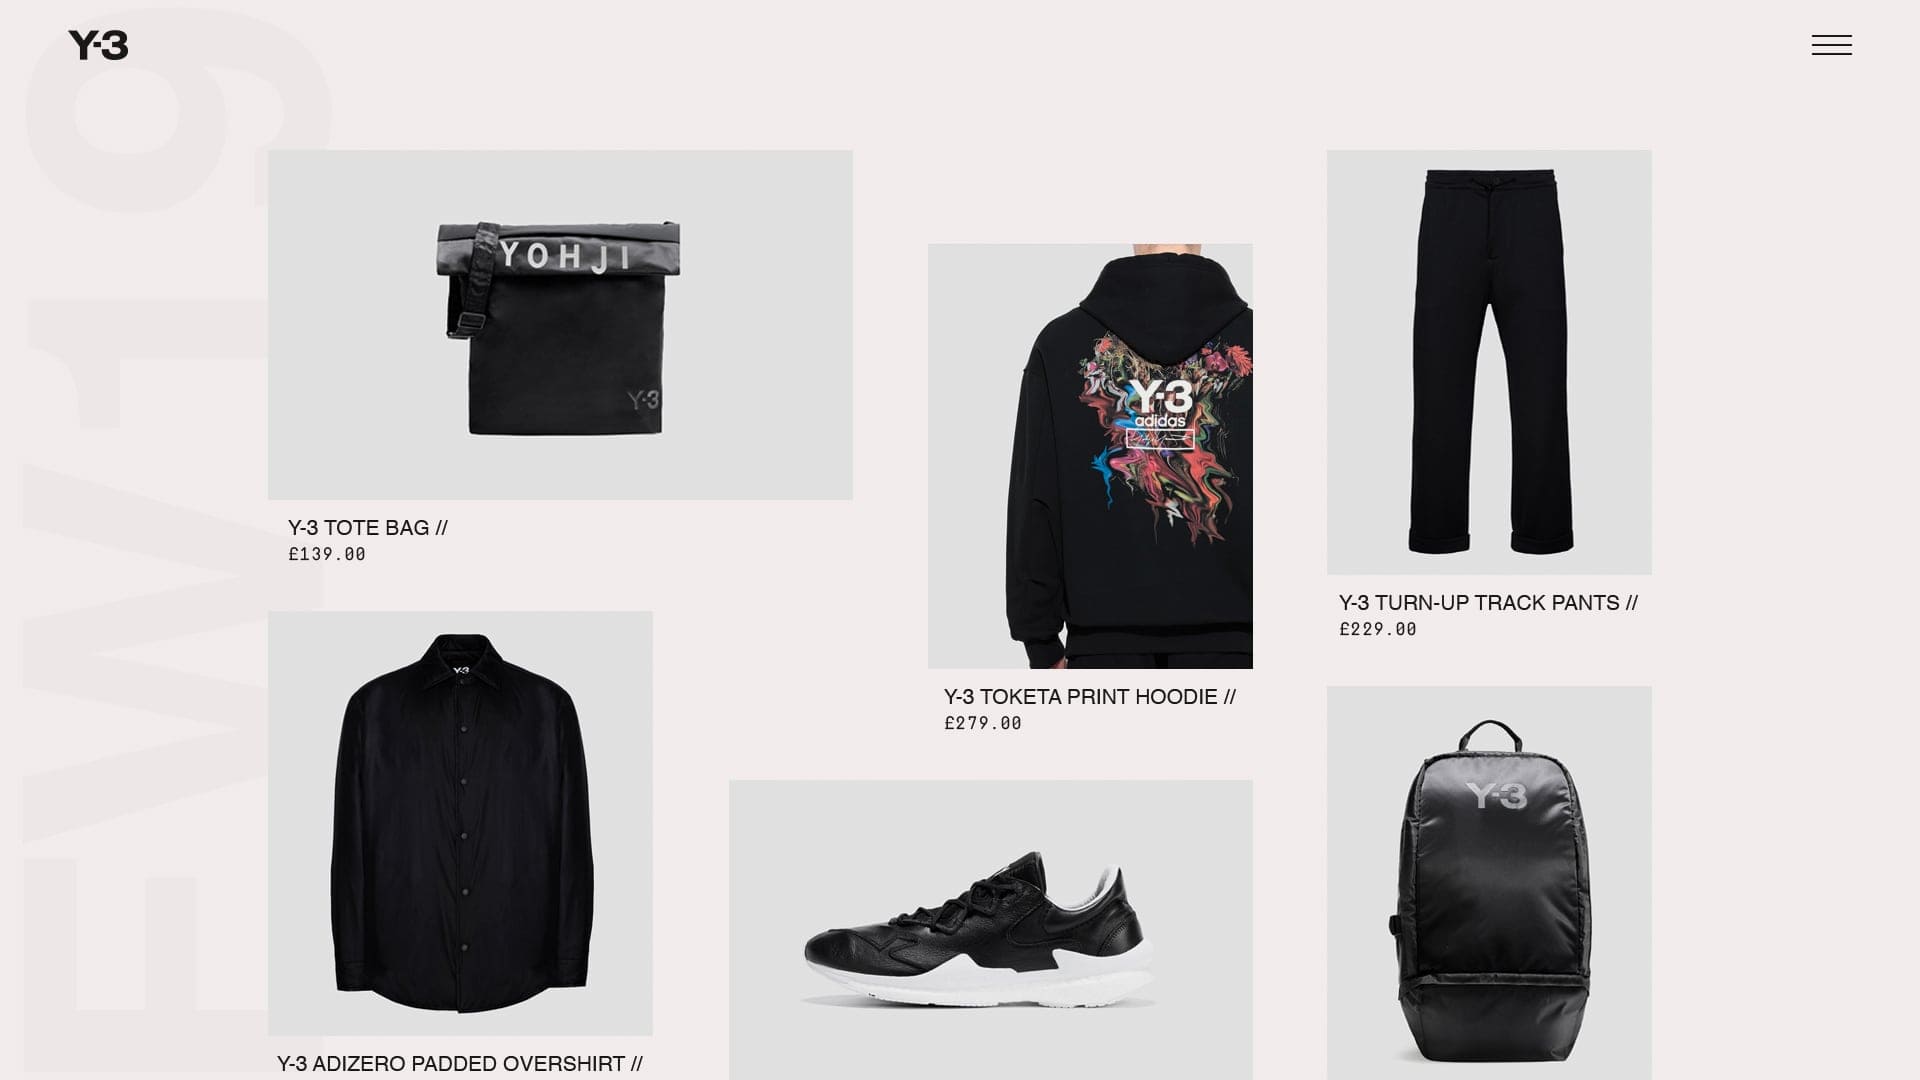 Y-3
FW19
YOHJI
Y-3
Y-3 TOTE BAG //
£139.00
Y-3
adidas
Y-3 TOKETA PRINT HOODIE //
£279.00
Y-3 TURN-UP TRACK PANTS //
£229.00
Y-3
Y-3 ADIZERO PADDED OVERSHIRT //
Y-3